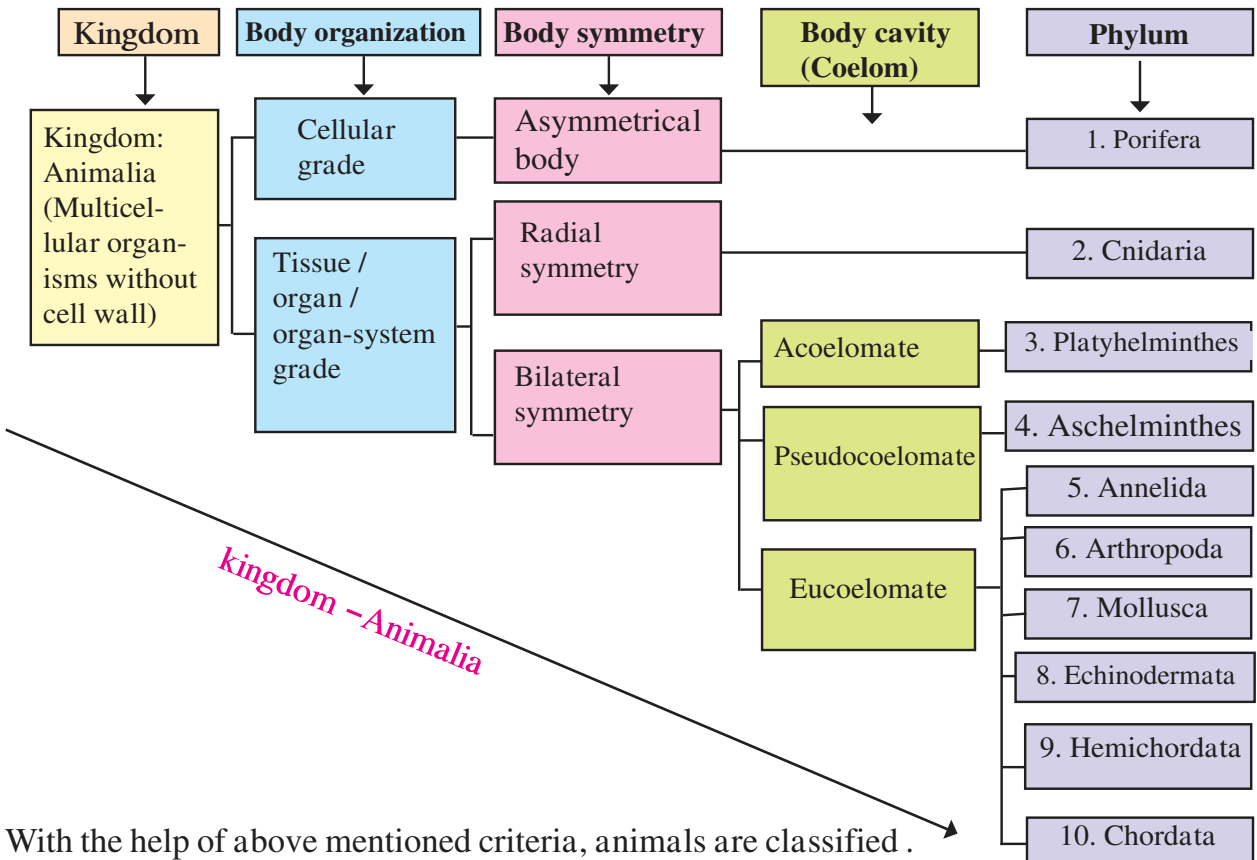 Kingdom
Body organization
Body symmetry
Body cavity
(Coelom)
Phylum
Kingdom:
Animalia
(Multicel-
lular organ-
isms without
cell wall)
Cellular
grade
Tissue /
organ /
organ-system
grade
Asymmetrical
body
Radial
symmetry
Bilateral
symmetry
Acoelomate
Pseudocoelomate
Eucoelomate
1. Porifera
2. Cnidaria
3. Platyhelminthes
4. Aschelminthes
5. Annelida
6. Arthropoda
7. Mollusca
8. Echinodermata
9. Hemichordata
10. Chordata
kingdom -Animalia
With the help of above mentioned criteria, animals are classified .